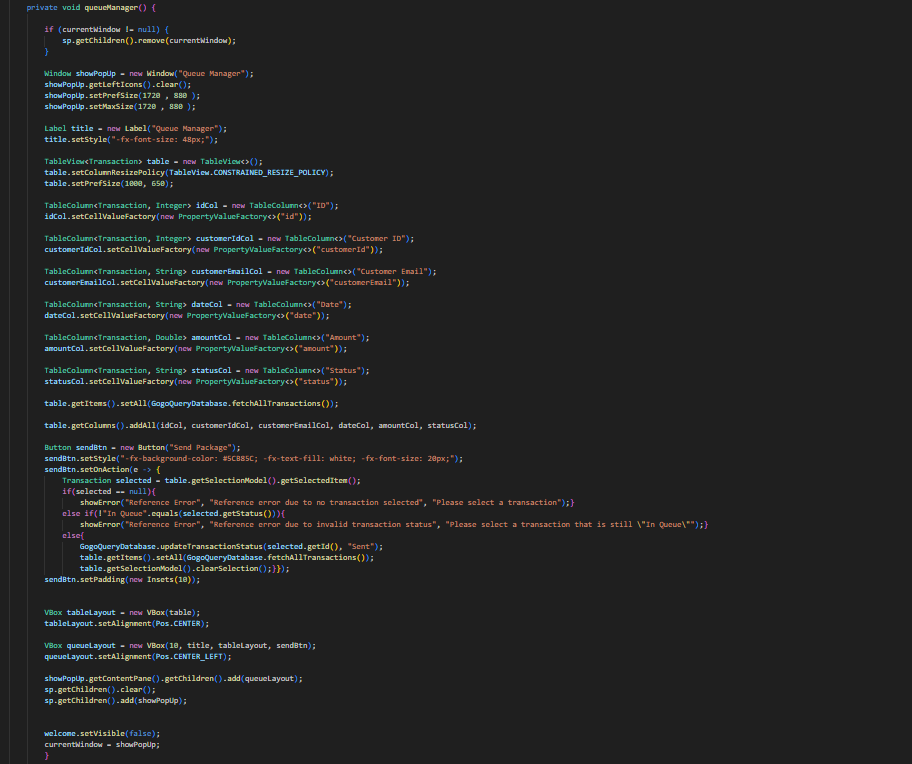 private void queueManager() {
if (currentWindow != null) {
sp.getChildren().remove(currentWindow);
}
Window showPopUp = new Window("Queue Manager");
showPopUp.getLeftIcons().clear();
showPopUp.setPrefSize(1720 , 880 );
showPopUp.setMaxSize(1720 , 880 );
Label title = new Label("Queue Manager");
title.setStyle("-fx-font-size: 48px;");
TableView<Transaction> table = new TableView<>();
table.setColumnResizePolicy(TableView.CONSTRAINED_RESIZE_POLICY);
table.setPrefSize(1000, 650);
TableColumn<Transaction, Integer> idCol = new TableColumn<>("ID");
idCol.setCellValueFactory(new PropertyValueFactory<>("id"));
TableColumn<Transaction, Integer> customerIdCol = new TableColumn<>("Customer ID");
customerIdCol.setCellValueFactory(new PropertyValueFactory<>("customerId"));
TableColumn<Transaction, String> customerEmailCol = new TableColumn<>("Customer Email");
customerEmailCol.setCellValueFactory(new PropertyValueFactory<>("customerEmail"));
TableColumn<Transaction, String> dateCol = new TableColumn<>("Date");
dateCol.setCellValueFactory(new PropertyValueFactory<>("date"));
TableColumn<Transaction, Double> amountCol = new TableColumn<>("Amount");
amountCol.setCellValueFactory(new PropertyValueFactory<>("amount"));
TableColumn<Transaction, String> statusCol = new TableColumn<>("Status");
statusCol.setCellValueFactory(new PropertyValueFactory<>("status"));
table.getItems().setAll(GogoQueryDatabase.fetchAllTransactions());
table.getColumns().addAll(idCol, customerIdCol, customerEmailCol, dateCol, amountCol, statusCol);
Button sendBtn = new Button("Send Package");
sendBtn.setStyle("-fx-background-color: #5CB85C; -fx-text-fill: white; -fx-font-size: 20px;");
sendBtn.setOnAction(e -> {
Transaction selected = table.getSelectionModel().getSelectedItem();
if(selected == null){
showError("Reference Error", "Reference error due to no transaction selected", "Please select a transaction");}
else if(!"In Queue".equals(selected.getStatus())){
showError("Reference Error", "Reference error due to invalid transaction status", "Please select a transaction that is still \"In Queue\"");}
else{
GogoQueryDatabase.updateTransactionStatus(selected.getId(), "Sent");
table.getItems().setAll(GogoQueryDatabase.fetchAllTransactions());
table.getSelectionModel().clearSelection();}});
sendBtn.setPadding(new Insets(10));
VBox tableLayout = new VBox(table);
tableLayout.setAlignment(Pos.CENTER);
VBox queueLayout = new VBox(10, title, tableLayout, sendBtn);
queueLayout.setAlignment(Pos.CENTER_LEFT);
showPopUp.getContentPane().getChildren().add(queueLayout);
sp.getChildren().clear();
sp.getChildren().add(showPopUp);
welcome.setVisible(false);
currentWindow = showPopUp;
}